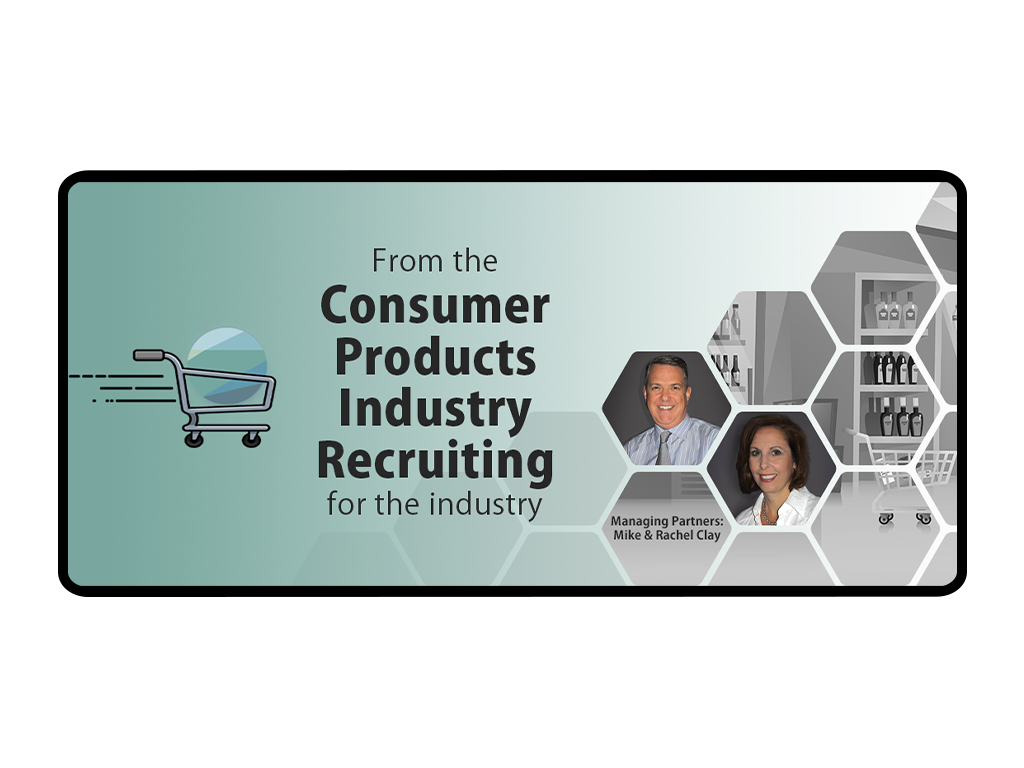 From the
Consumer
Products
Industry
Recruiting
for the industry
Managing Partners:
Mike & Rachel Clay